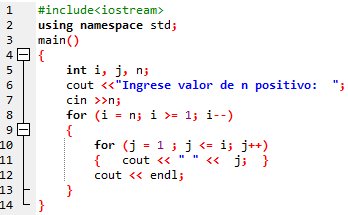 1 #include<iostream>
2 using namespace std;
3 main()
4 {
5 int i, j, n;
6 cout <<"Ingrese valor de n positivo:  ";
7 cin >>n;
8 for (i = n; i >= 1; i--)
9 {
10 for (j = 1 ; j <= i; j++)
11 {  cout << " " <<  j;  }
12 cout << endl;
13 }
14 }